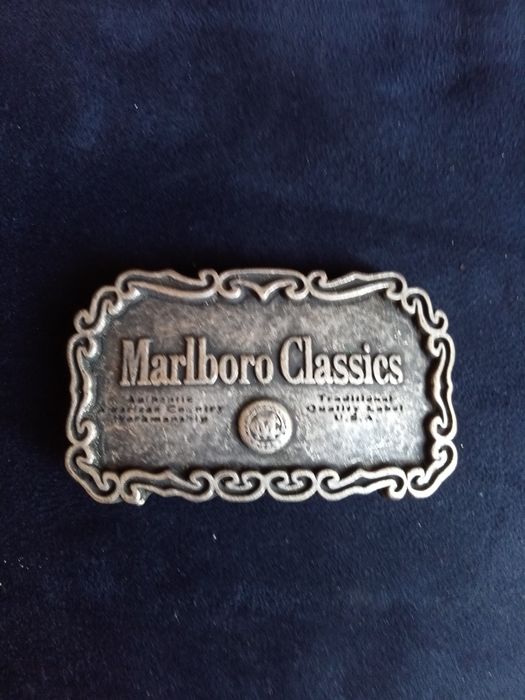 Marlboro Classics
Authentic
American Country
Workmanship
M
Traditional
Quality Label
U.S.A.